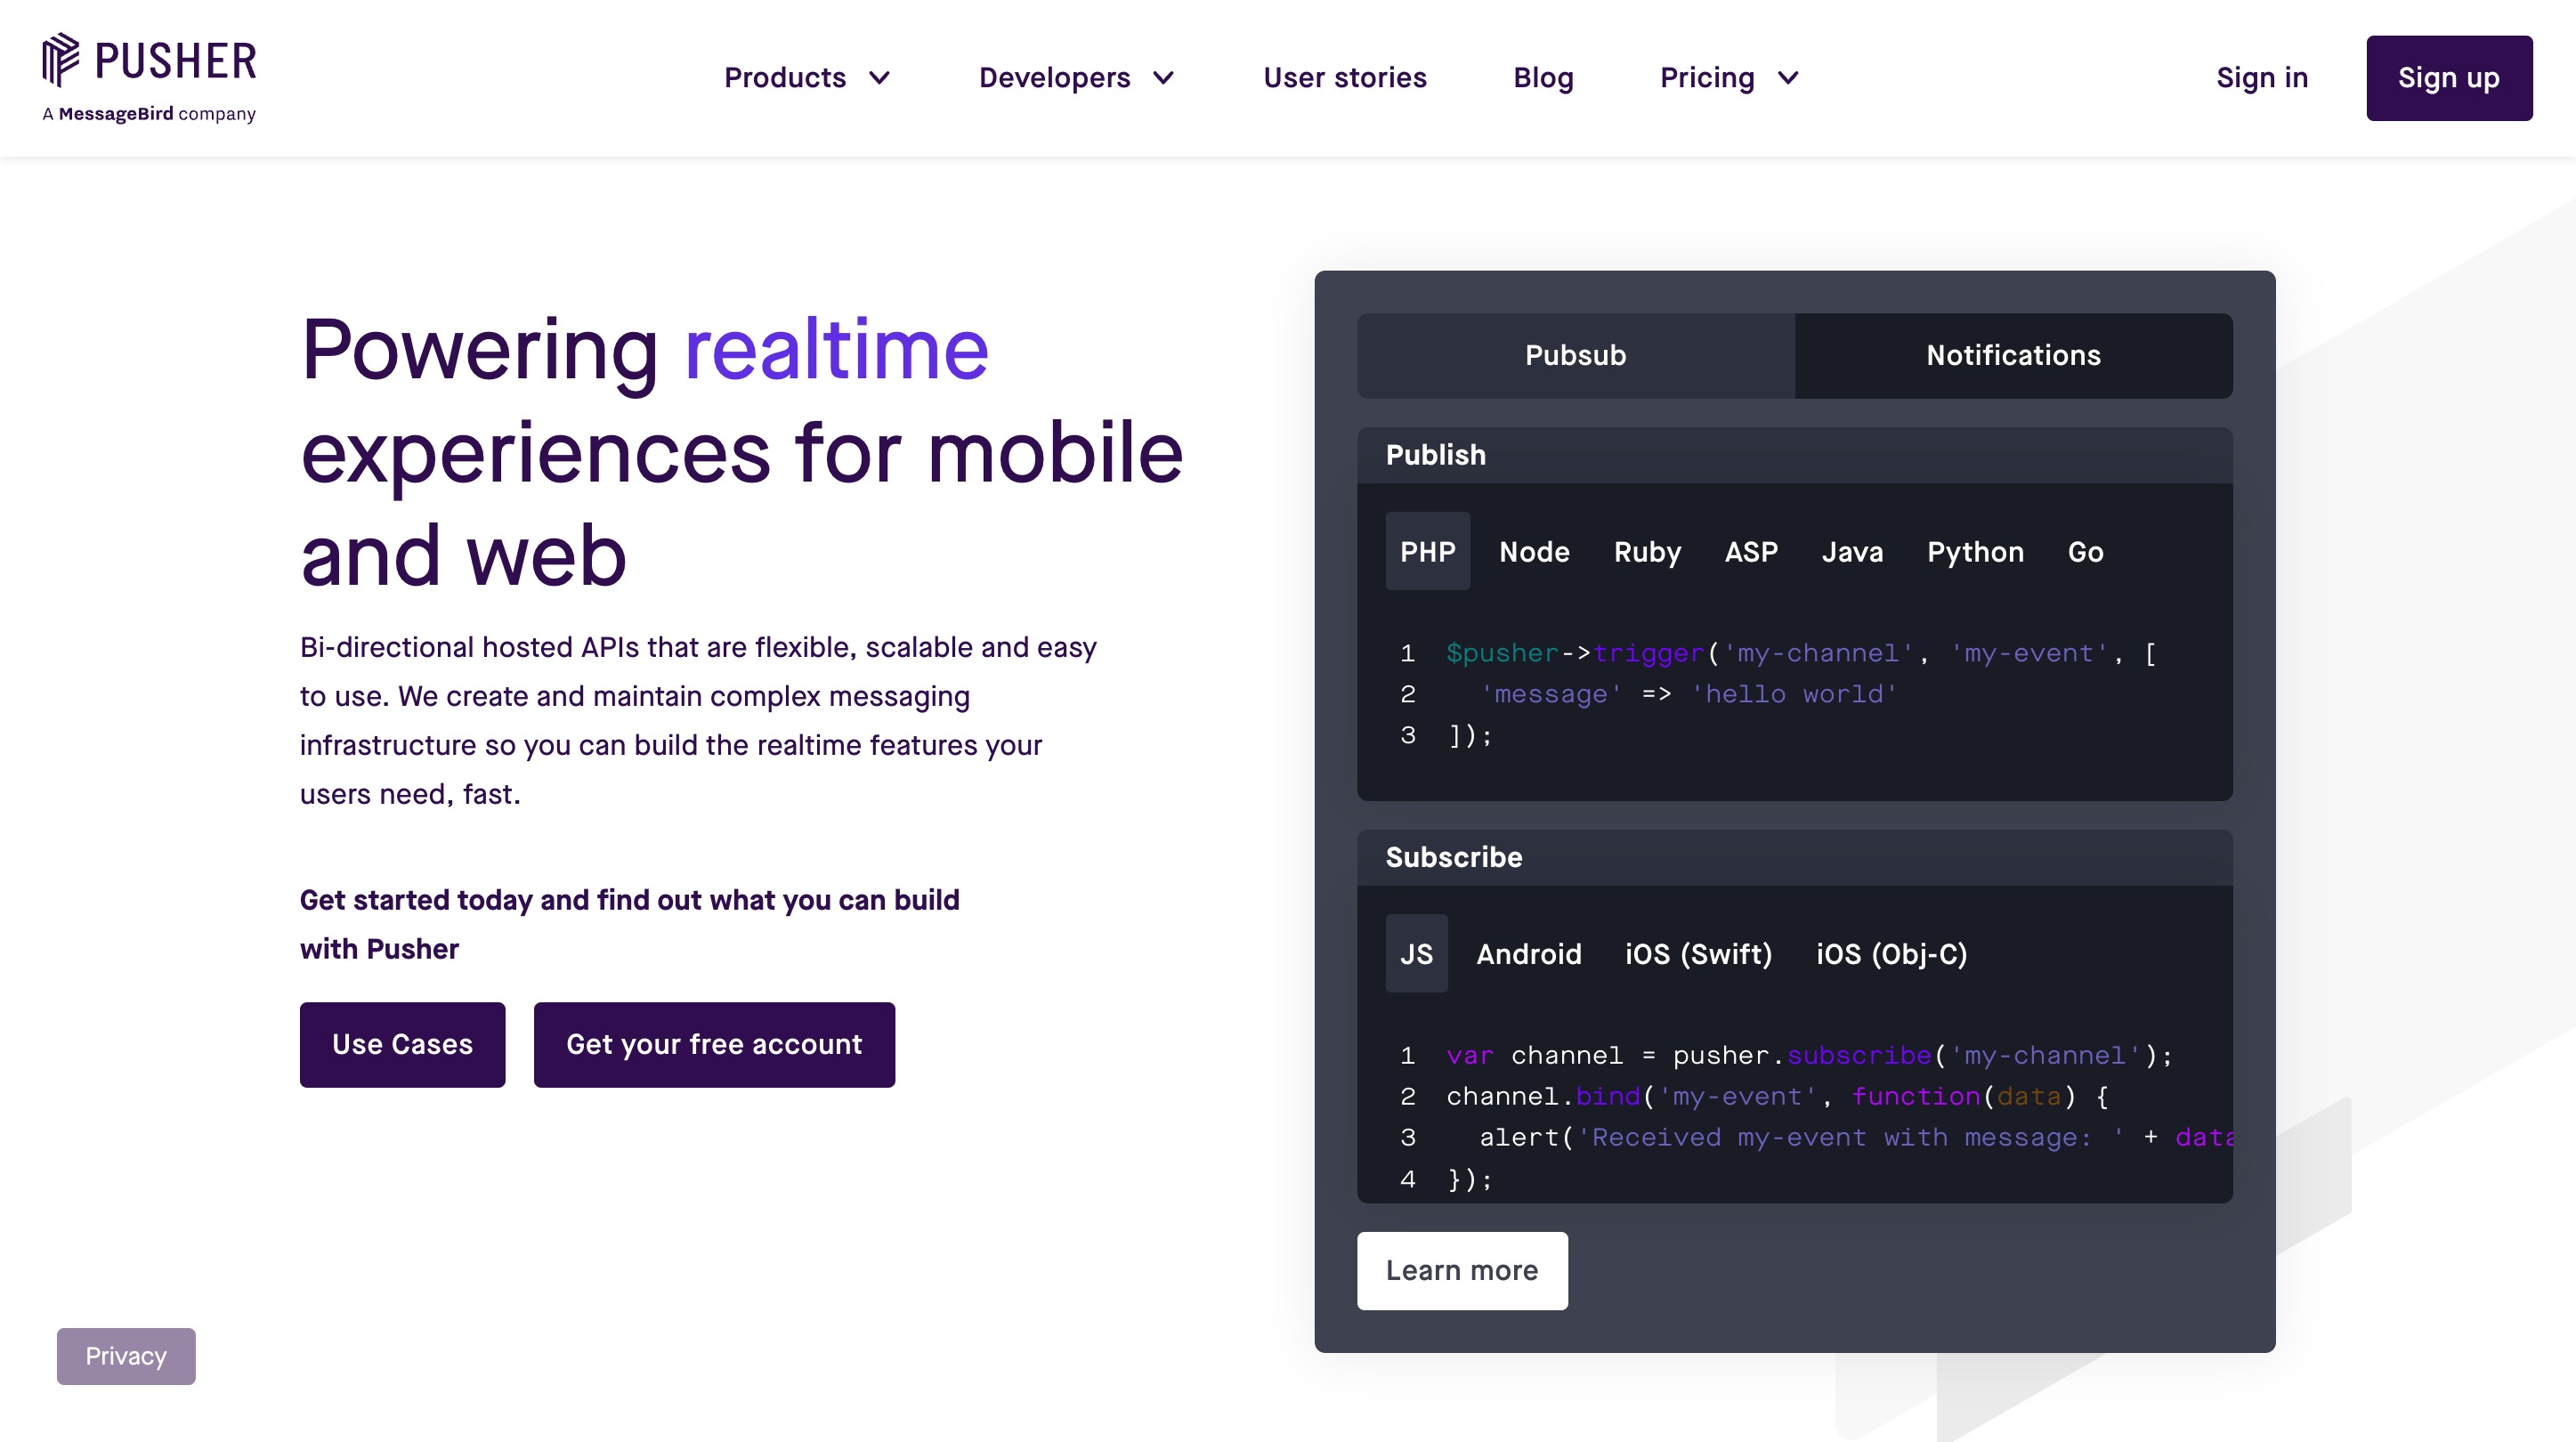 PUSHER
A MessageBird company
Products
Developers
User stories
Blog
Pricing
Sign in
Sign up
Powering realtime
experiences for mobile
and web
Bi-directional hosted APIs that are flexible, scalable and easy
to use. We create and maintain complex messaging
infrastructure so you can build the realtime features your
users need, fast.
Get started today and find out what you can build
with Pusher
Use Cases
Get your free account
Pubsub
Notifications
Publish
PHP Node Ruby ASP Java Python Go
1 $pusher->trigger('my-channel', 'my-event', [
2 'message' => 'hello world'
3 ]);
Subscribe
JS Android iOS (Swift) iOS (Obj-C)
1 var channel = pusher.subscribe('my-channel');
2 channel.bind('my-event', function(data) {
3 alert('Received my-event with message: ' + data
4 });
Learn more
Privacy